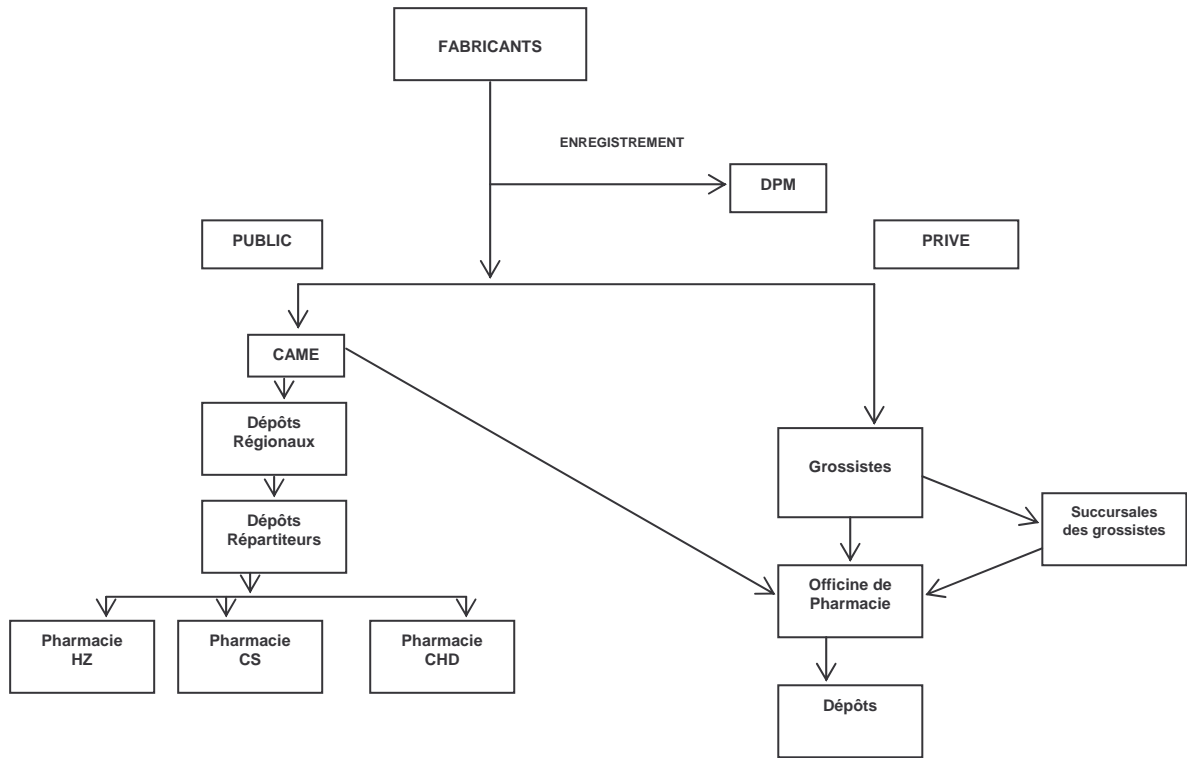 FABRICANTS
ENREGISTREMENT
DPM
PUBLIC
PRIVE
CAME
Dépôts
Régionaux
Grossistes
Succursales
des grossistes
Dépôts
Répartiteurs
Officine de
Pharmacie
Pharmacie
HZ
Pharmacie
CS
Pharmacie
CHD
Dépôts